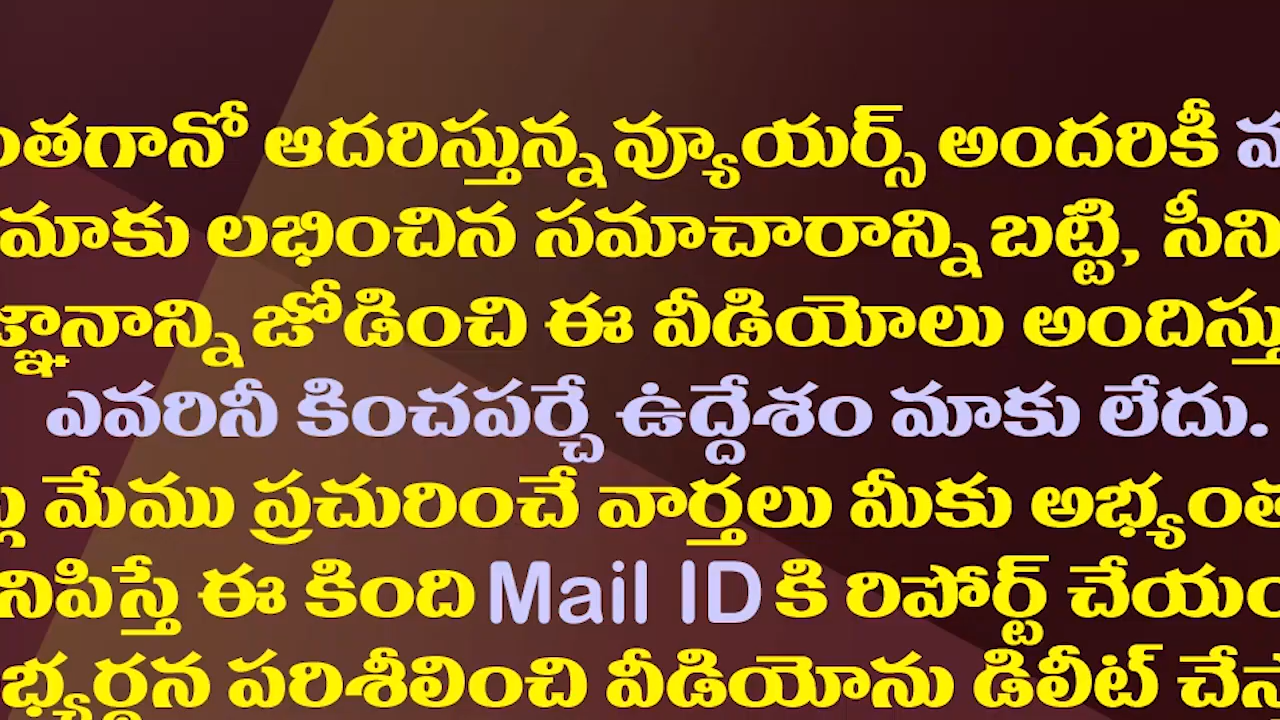 ంతగానో ఆదరిస్తున్న వ్యూయర్స్ అందరికీ
మాకు లభించిన సమాచారాన్ని బట్టి, సీని
జ్ఞానాన్ని జోడించి ఈ వీడియోలు అందిస్తు
ఎవరినీ కించపర్చే ఉద్దేశం మాకు లేదు.
మేము ప్రచురించే వార్తలు మీకు అభ్యంత
నిపిస్తే ఈ కింది Mail ID కి రిపోర్ట్ చేయం
భ్యర్థన పరిశీలించి వీడియోను డిలీట్ చేస